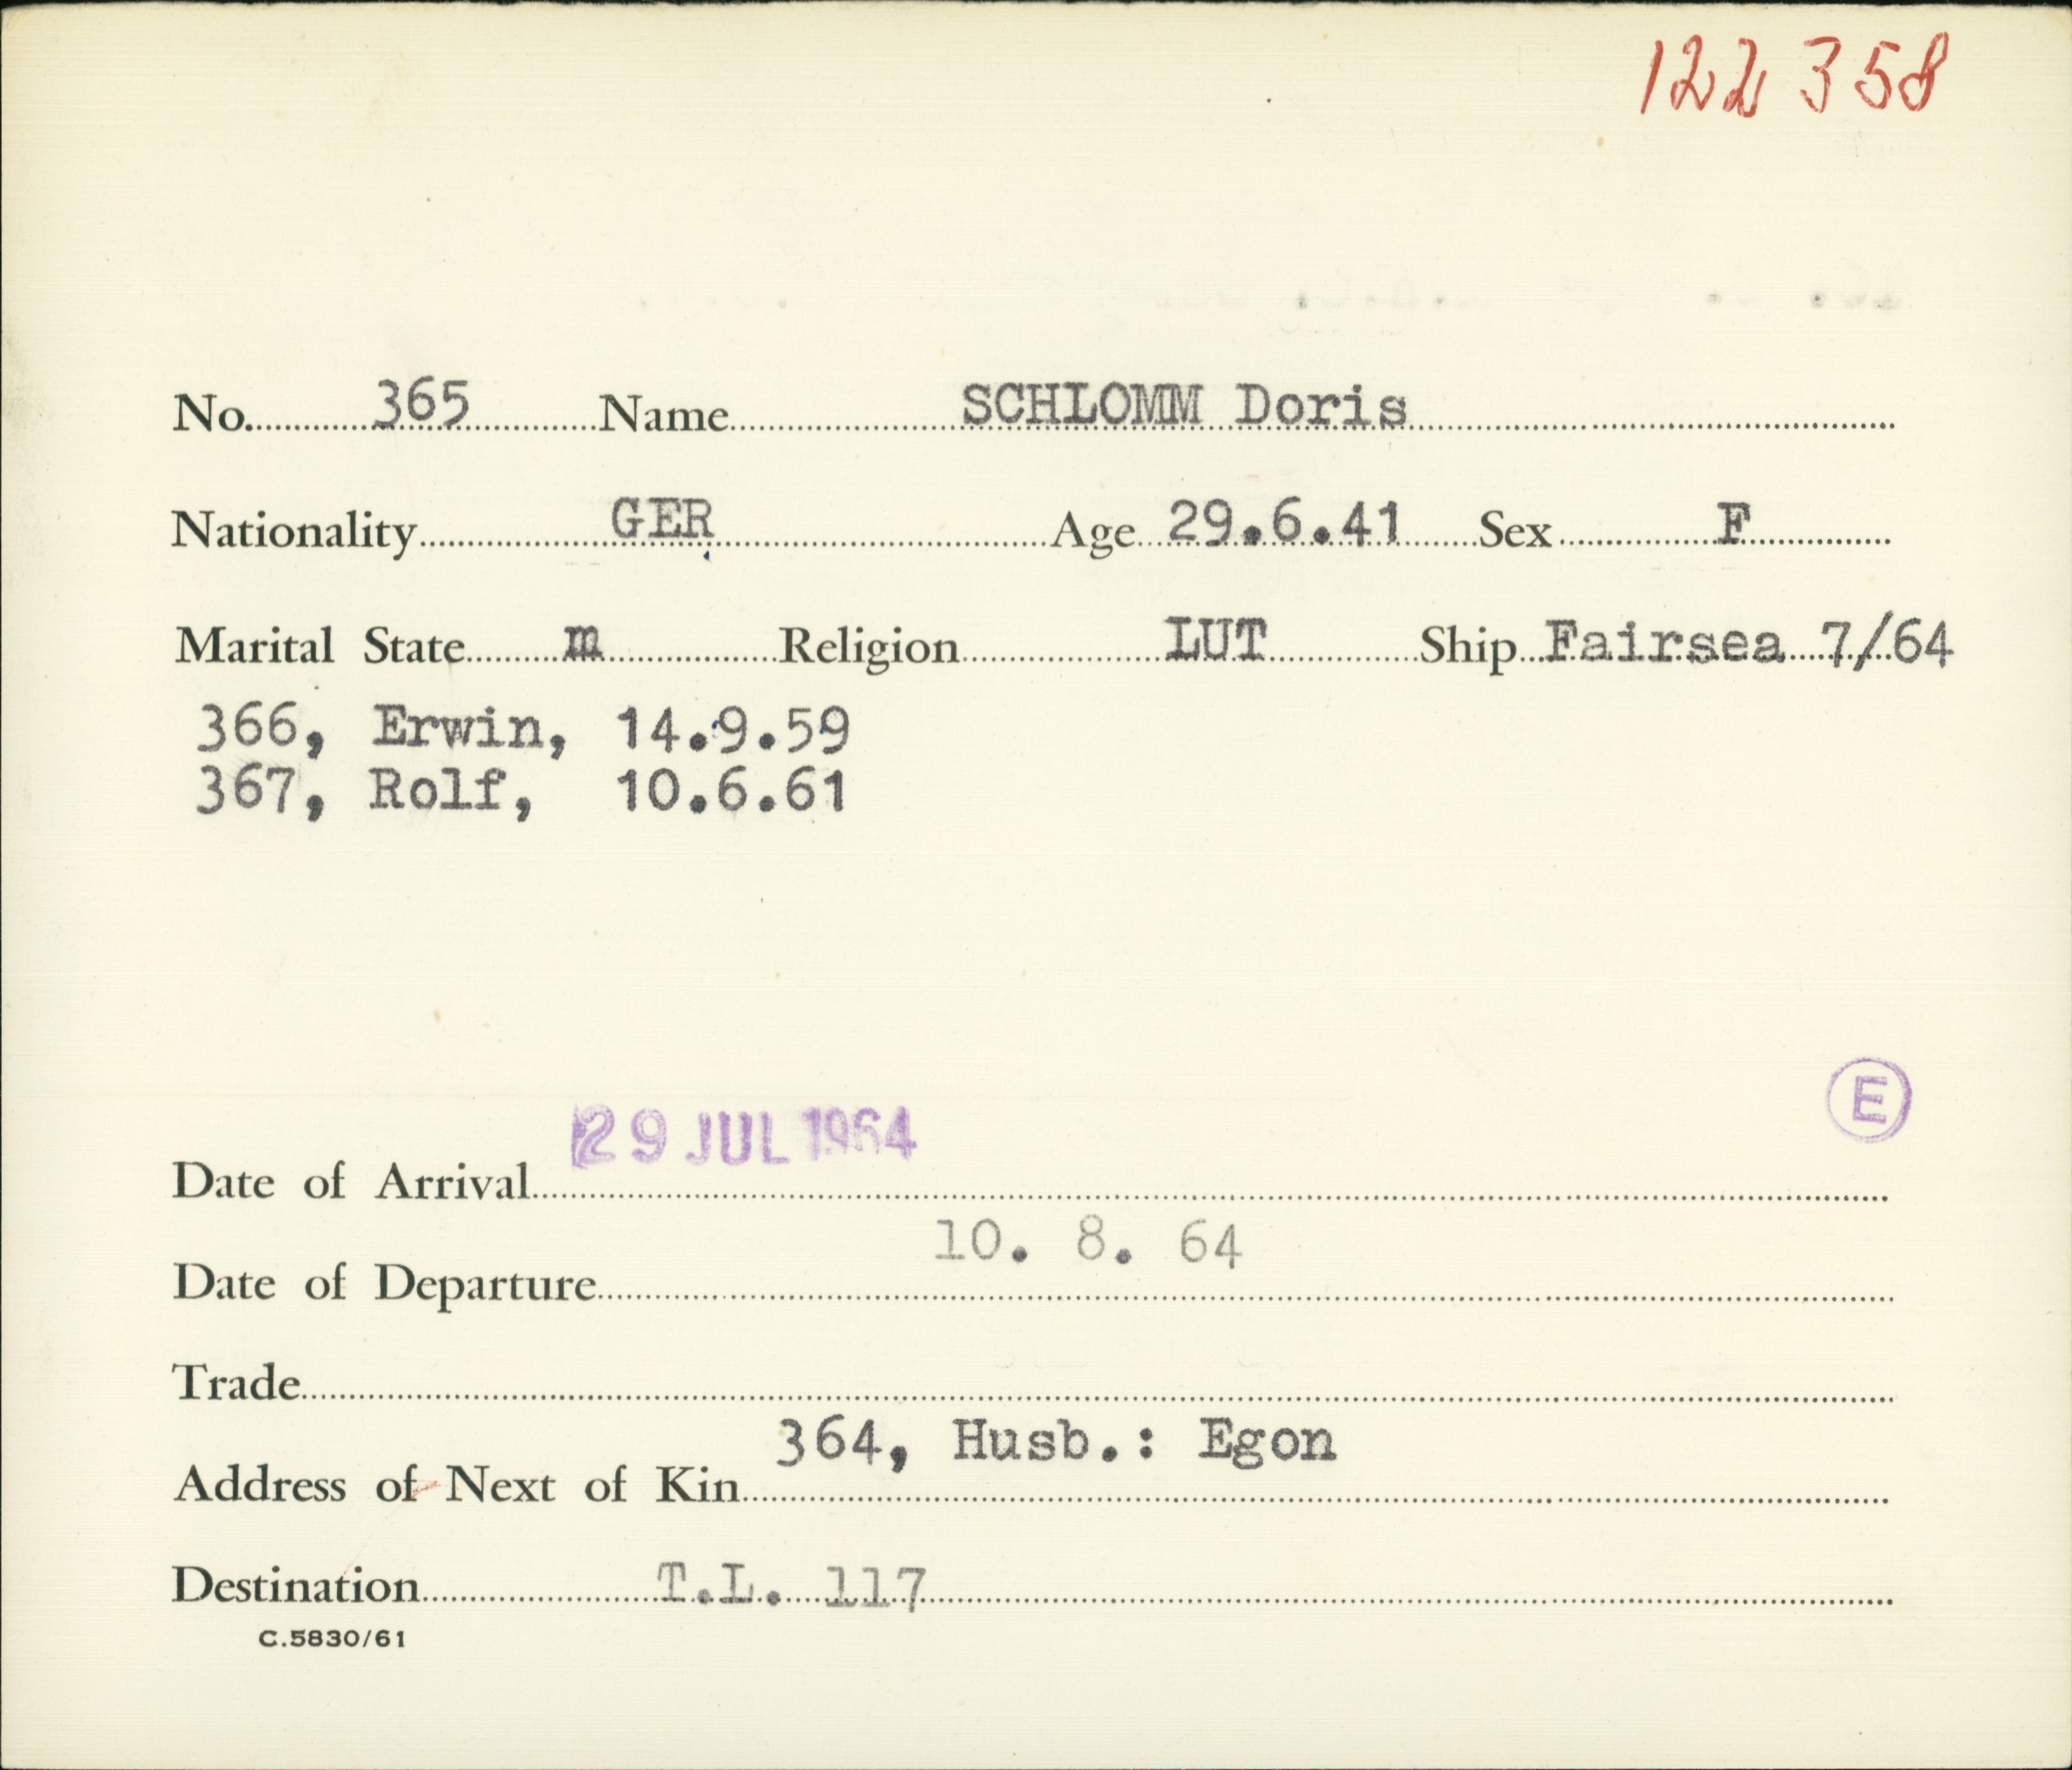 122 358
No. 365 Name SCHLOMM Doris
Nationality GER Age 29.6.41 Sex F
Marital State m Religion LUT Ship Fairsea 7/64
366, Erwin, 14.9.59
367, Rolf, 10.6.61
E
29 JUL 1964
Date of Arrival
10. 8. 64
Date of Departure
Trade
364, Husb.: Egon
Address of Next of Kin
Destination T.L. 117
C.5830/61